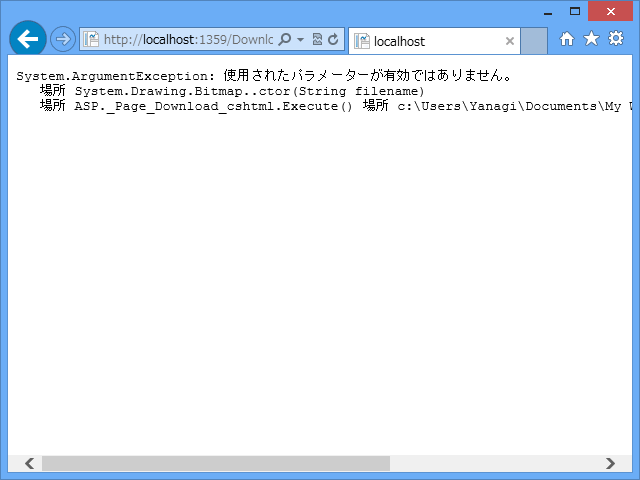 http://localhost:1359/Downlc
localhost
System.ArgumentException: 使用されたパラメーターが有効ではありません。
場所 System.Drawing.Bitmap..ctor(String filename)
場所 ASP._Page_Download_cshtml.Execute() 場所 c:\Users\Yanagi\Documents\My